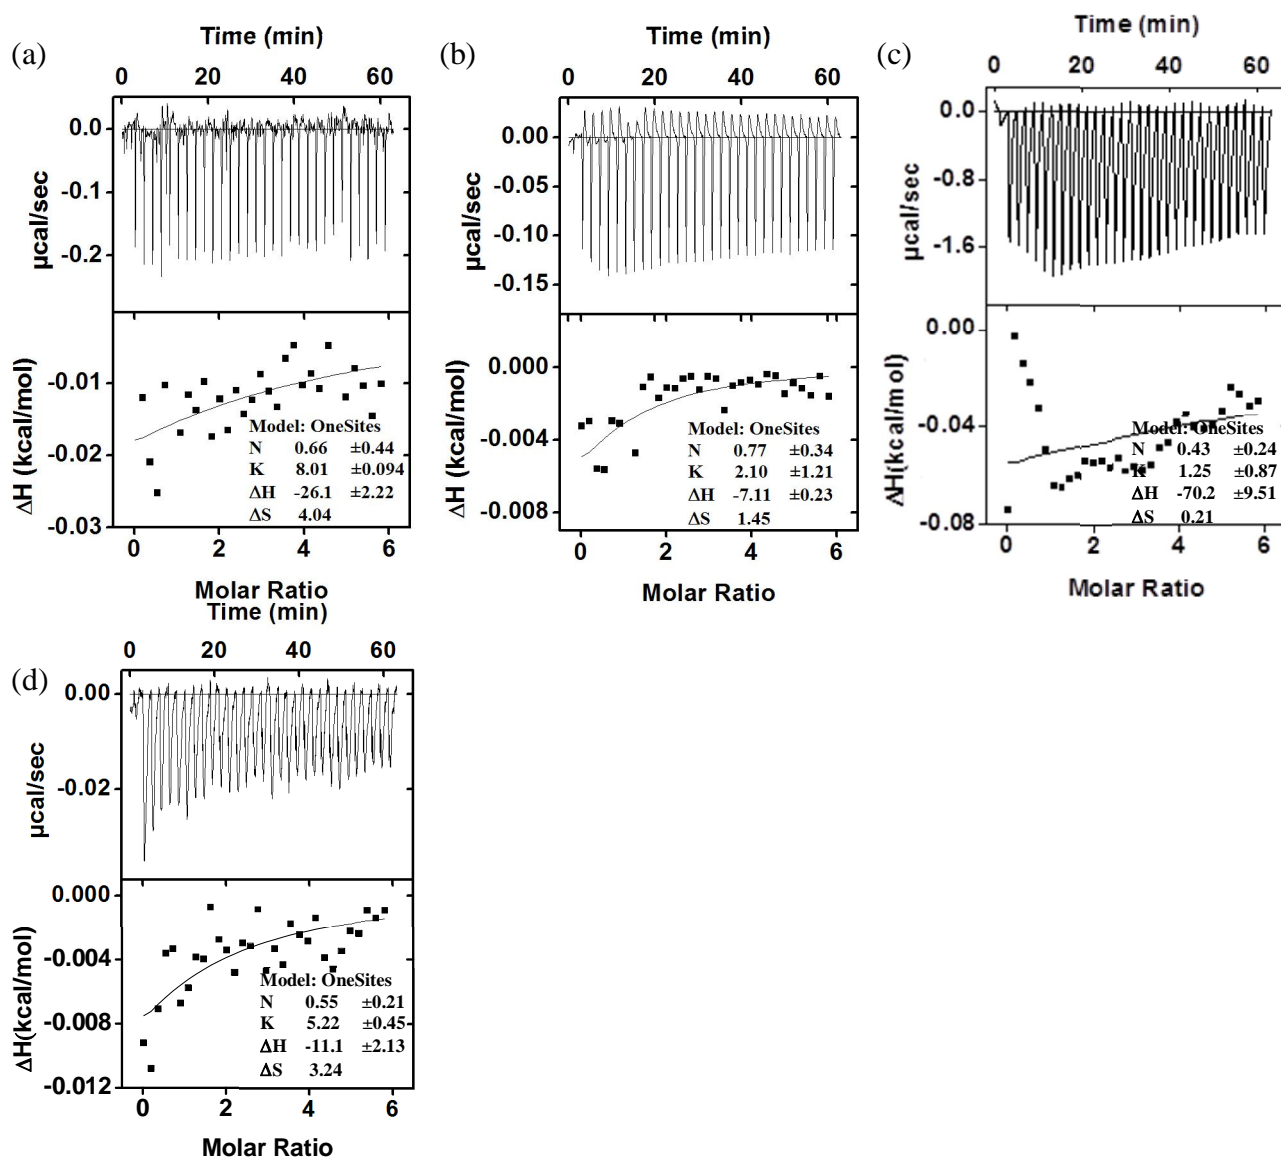 (a)
Time (min)
0 20 40 60
0.0
-0.1
-0.2
µcal/sec
-0.01
-0.02
-0.03
ΔH (kcal/mol)
Model: OneSites
N 0.66 ±0.44
K 8.01 ±0.094
ΔH -26.1 ±2.22
ΔS 4.04
0 2 4 6
Molar Ratio
(b)
Time (min)
0 20 40 60
0.00
-0.05
-0.10
-0.15
µcal/sec
0.000
-0.004
-0.008
ΔH (kcal/mol)
Model: OneSites
N 0.77 ±0.34
K 2.10 ±1.21
ΔH -7.11 ±0.23
ΔS 1.45
0 2 4 6
Molar Ratio
(c)
Time (min)
0 20 40 60
0.0
-0.8
-1.6
µcal/sec
0.00
-0.04
-0.08
ΔH(kcal/mol)
Model: OneSites
N 0.43 ±0.24
K 1.25 ±0.87
ΔH -70.2 ±9.51
ΔS 0.21
0 2 4 6
Molar Ratio
(d)
Time (min)
0 20 40 60
0.00
-0.02
µcal/sec
0.000
-0.004
-0.008
-0.012
ΔH(kcal/mol)
Model: OneSites
N 0.55 ±0.21
K 5.22 ±0.45
ΔH -11.1 ±2.13
ΔS 3.24
0 2 4 6
Molar Ratio